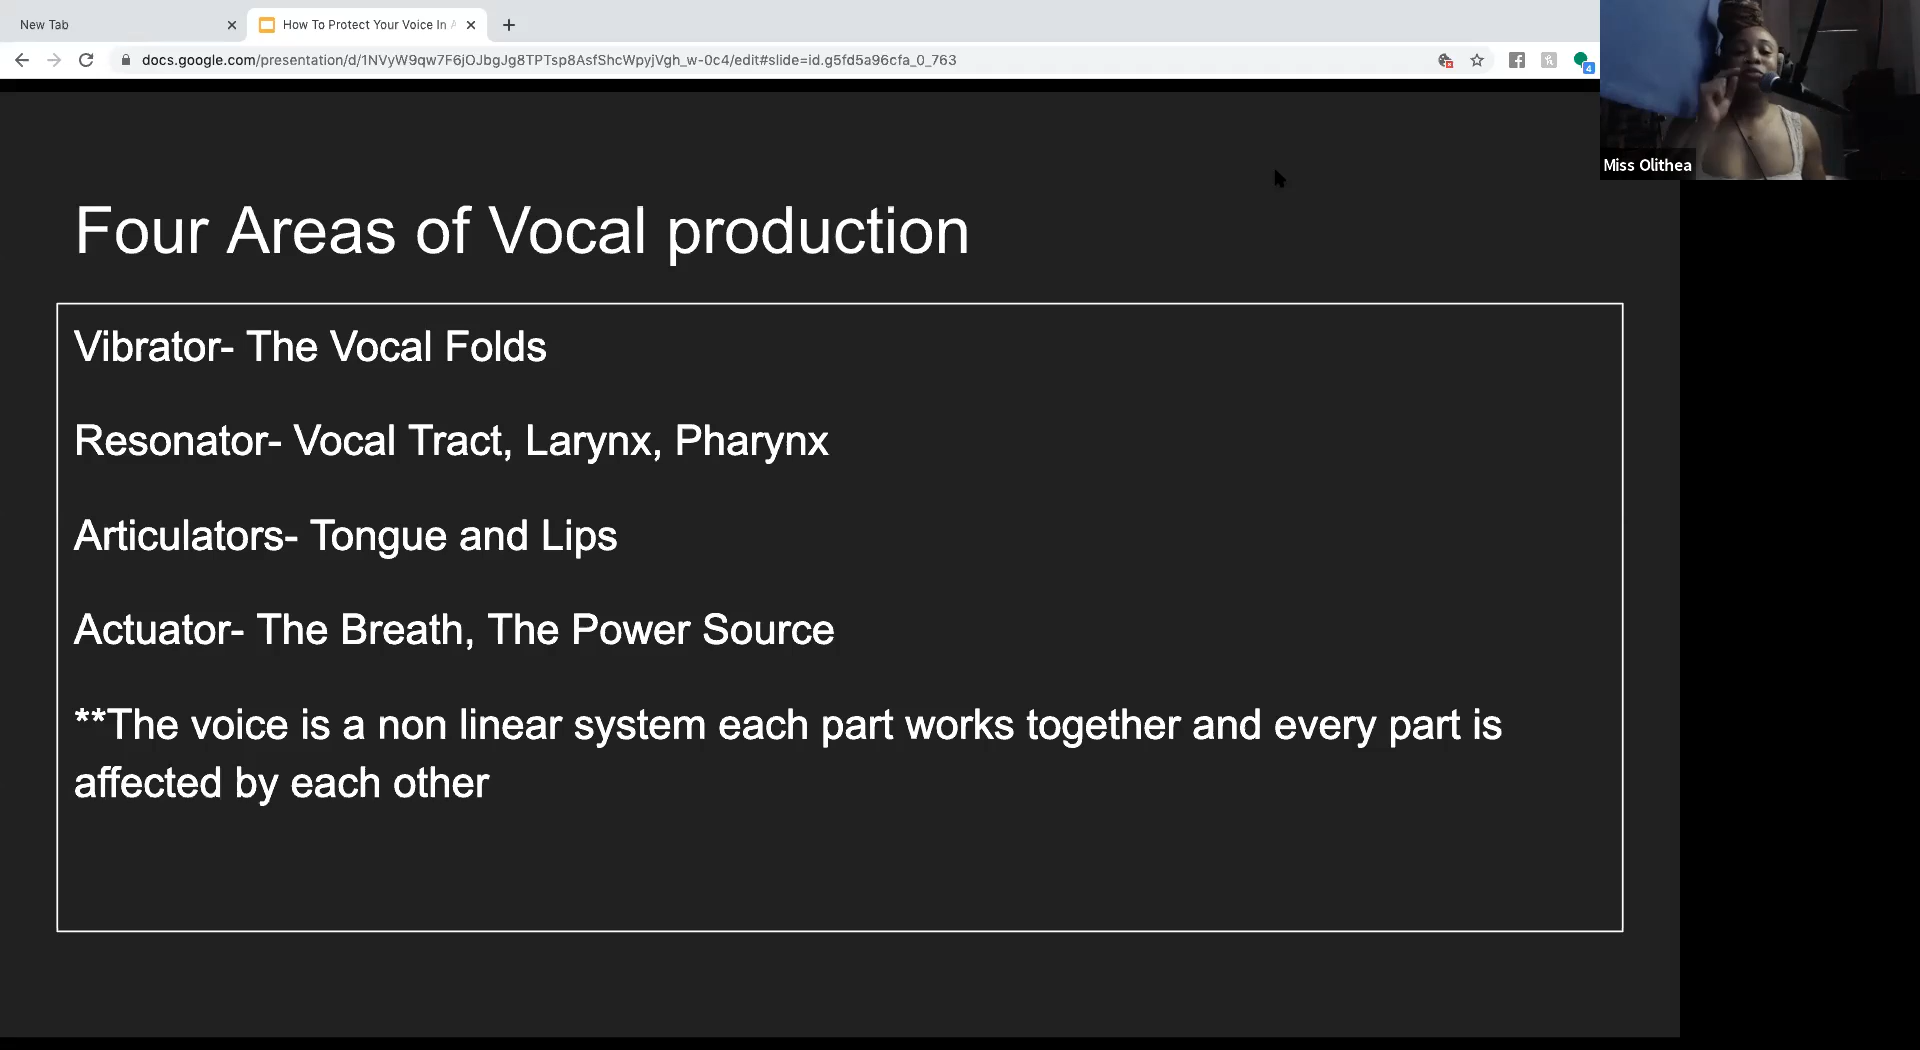 New Tab
How To Protect Your Voice In
docs.google.com/presentation/d/1NVyW9qw7F6jOJbgJg8TPTsp8AsfShcWpyjVgh_w-0c4/edit#slide=id.g5fd5a96cfa_0_763
4
Miss Olithea
Four Areas of Vocal production
Vibrator- The Vocal Folds
Resonator- Vocal Tract, Larynx, Pharynx
Articulators- Tongue and Lips
Actuator- The Breath, The Power Source
**The voice is a non linear system each part works together and every part is
affected by each other